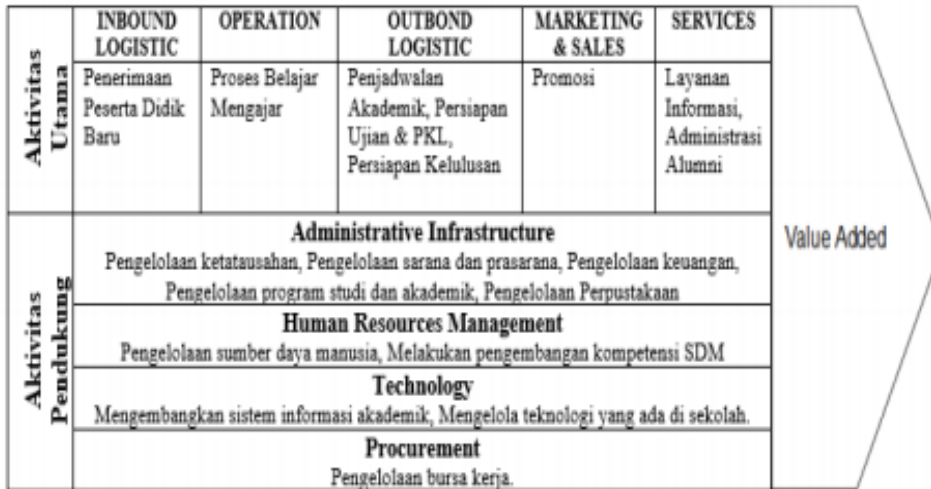 INBOUND
LOGISTIC
OPERATION
OUTBOND
LOGISTIC
MARKETING
& SALES
SERVICES
Aktivitas
Utama
Penerimaan
Peserta Didik
Baru
Proses Belajar
Mengajar
Penjadwalan
Akademik, Persiapan
Ujian & PKL,
Persiapan Kelulusan
Promosi
Layanan
Informasi,
Administrasi
Alumni
Value Added
Aktivitas
Pendukung
Administrative Infrastructure
Pengelolaan ketatausahan, Pengelolaan sarana dan prasarana, Pengelolaan keuangan,
Pengelolaan program studi dan akademik, Pengelolaan Perpustakaan
Human Resources Management
Pengelolaan sumber daya manusia, Melakukan pengembangan kompetensi SDM
Technology
Mengembangkan sistem informasi akademik, Mengelola teknologi yang ada di sekolah.
Procurement
Pengelolaan bursa kerja.